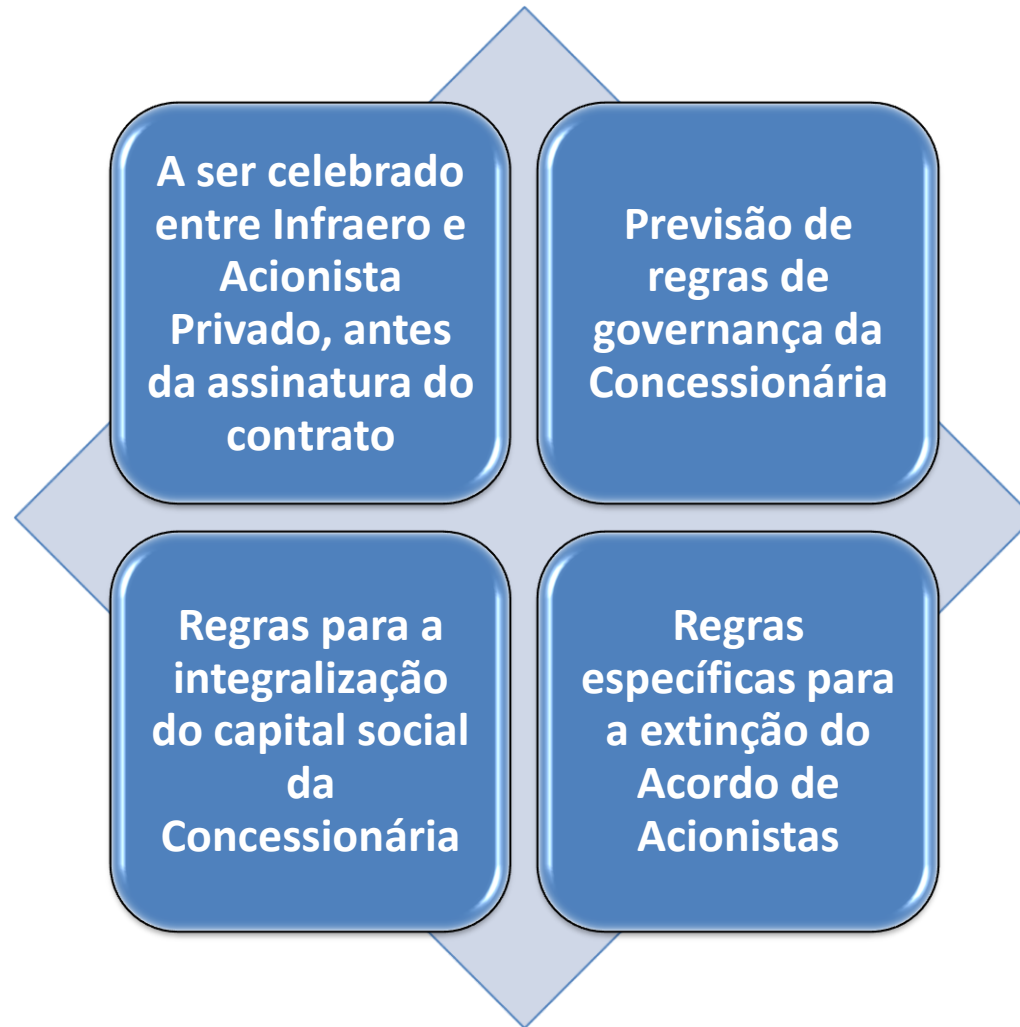 A ser celebrado
entre Infraero e
Acionista
Privado, antes
da assinatura do
contrato
Previsão de
regras de
governança da
Concessionária
Regras para a
integralização
do capital social
da
Concessionária
Regras
específicas para
a extinção do
Acordo de
Acionistas